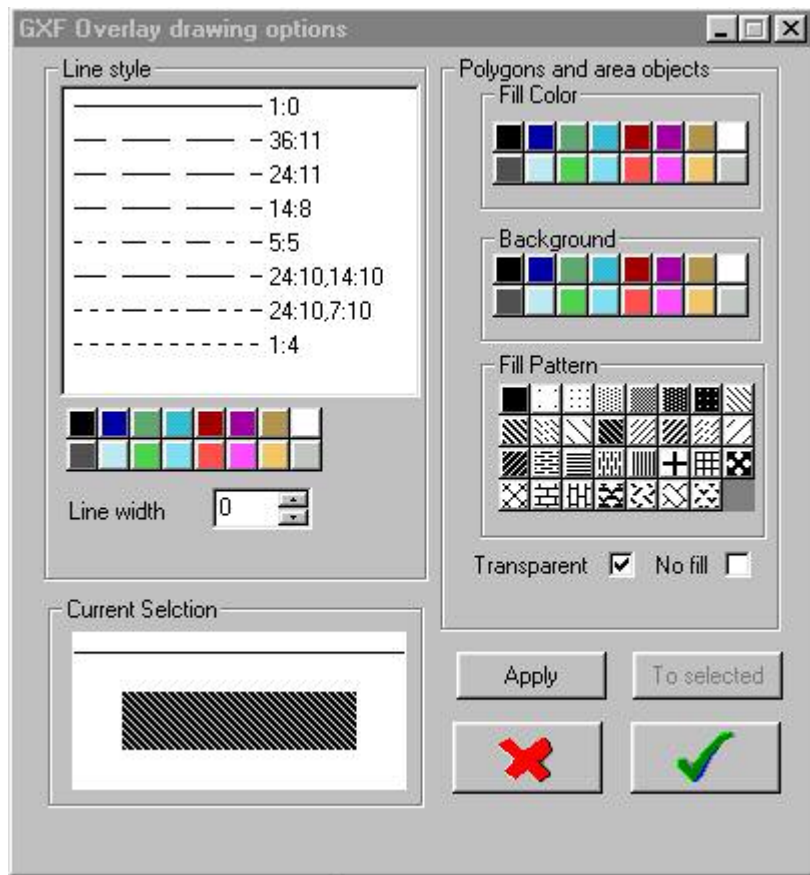 GXF Overlay drawing options
Line style
1:0
36:11
24:11
14:8
5:5
24:10,14:10
24:10,7:10
1:4
Line width
0
Current Selction
Polygons and area objects
Fill Color
Background
Fill Pattern
Transparent
No fill
Apply
To selected